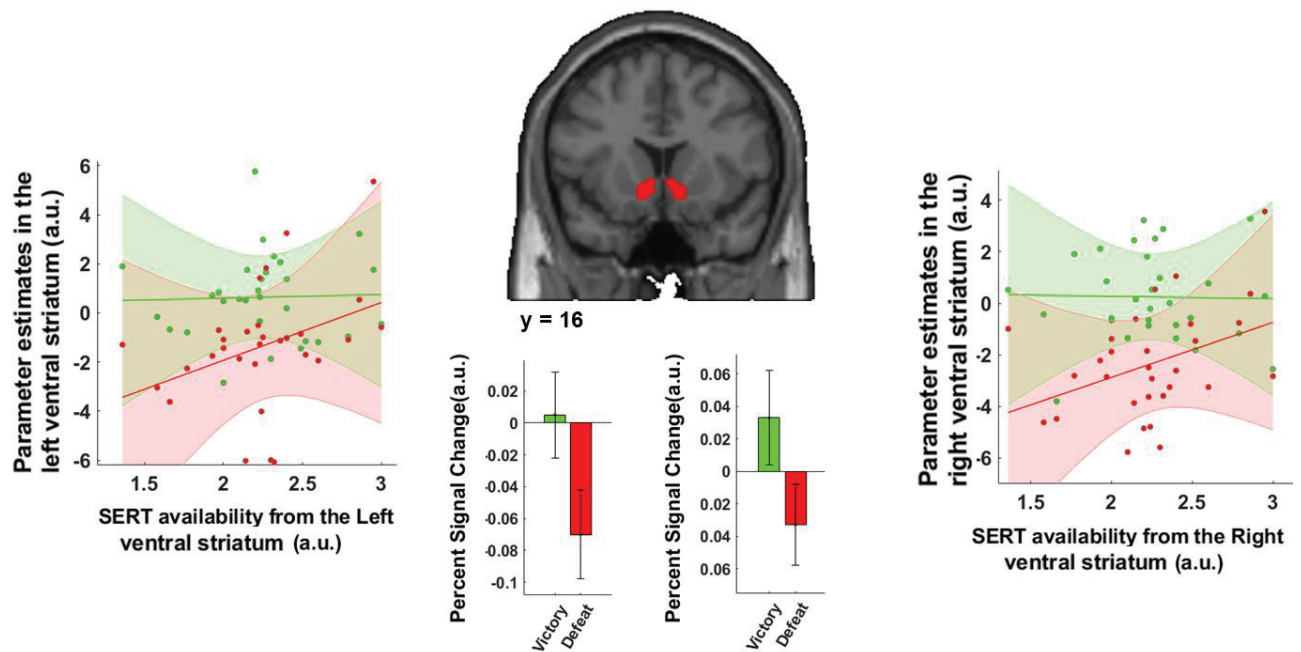 Parameter estimates in the
left ventral striatum (a.u.)
6
4
2
0
-2
-4
-6
1.5
2
2.5
3
SERT availability from the Left
ventral striatum (a.u.)
y = 16
Percent Signal Change(a.u.)
0.02
0
-0.02
-0.04
-0.06
-0.08
-0.1
Victory
Defeat
Percent Signal Change(a.u.)
0.06
0.04
0.02
0
0.02
0.04
0.06
Victory
Defeat
Parameter estimates in the
right ventral striatum (a.u.)
4
2
0
-2
-4
-6
1.5
2
2.5
3
SERT availability from the Right
ventral striatum (a.u.)